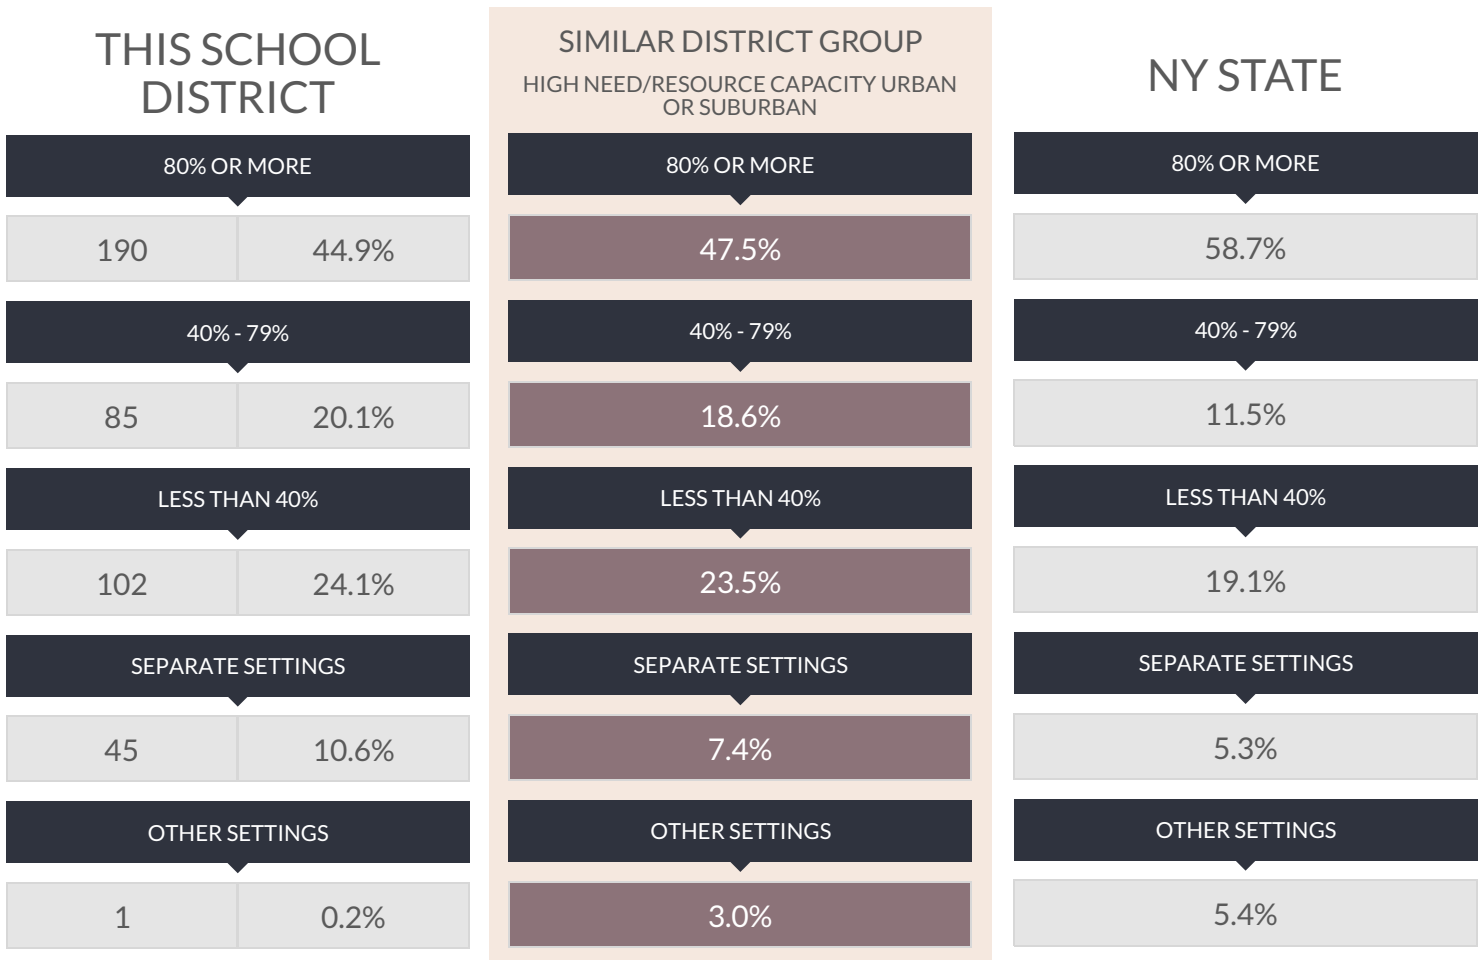 THIS SCHOOL
DISTRICT
80% OR MORE
190 44.9%
40% - 79%
85 20.1%
LESS THAN 40%
102 24.1%
SEPARATE SETTINGS
45 10.6%
OTHER SETTINGS
1 0.2%
SIMILAR DISTRICT GROUP
HIGH NEED/RESOURCE CAPACITY URBAN
OR SUBURBAN
80% OR MORE
47.5%
40% - 79%
18.6%
LESS THAN 40%
23.5%
SEPARATE SETTINGS
7.4%
OTHER SETTINGS
3.0%
NY STATE
80% OR MORE
58.7%
40% - 79%
11.5%
LESS THAN 40%
19.1%
SEPARATE SETTINGS
5.3%
OTHER SETTINGS
5.4%